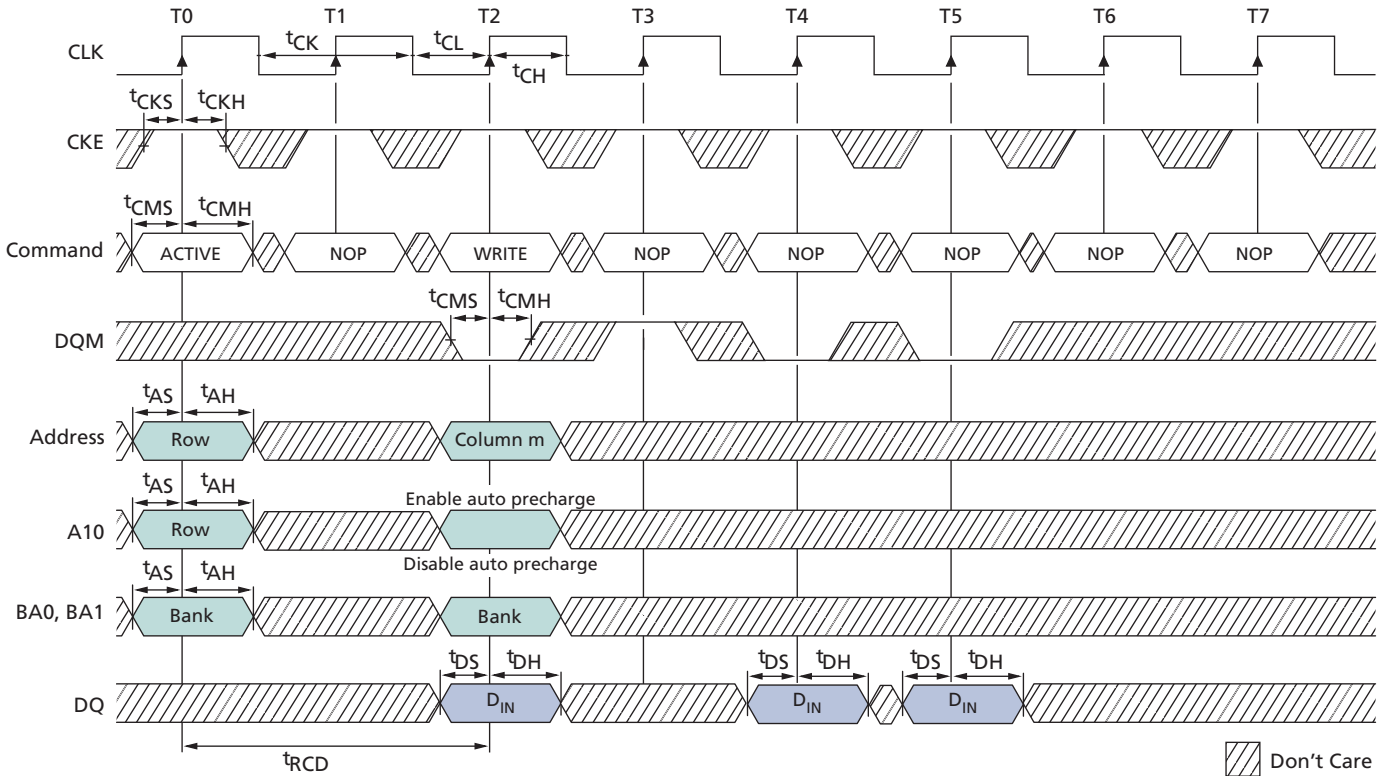 T0 T1 T2 T3 T4 T5 T6 T7
CLK tCK tCL tCH
tCKS tCKH
CKE
tCMS tCMH
Command ACTIVE NOP WRITE NOP NOP NOP NOP NOP
tCMS tCMH
DQM
tAS tAH
Address Row Column m
tAS tAH Enable auto precharge
A10 Row
tAS tAH Disable auto precharge
BA0, BA1 Bank Bank
tDS tDH tDS tDH tDS tDH
DQ DIN DIN DIN
tRCD
Don't Care